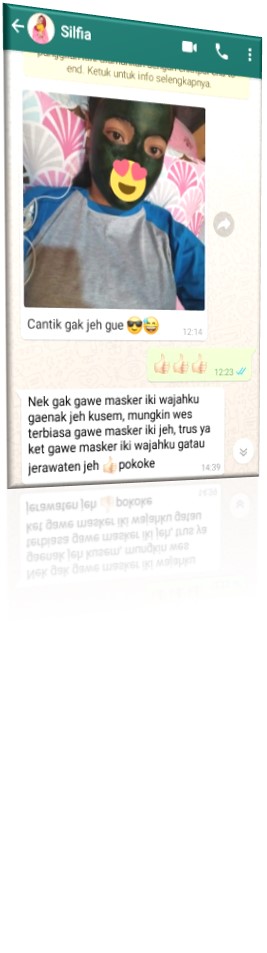 Silfia
end. Ketuk untuk info selengkapnya.
Cantik gak jeh gue 😎😅
12:14
👍🏻👍🏻👍🏻 12:23
Nek gak gawe masker iki wajahku
gaenak jeh kusem, mungkin wes
terbiasa gawe masker iki jeh, trus ya
ket gawe masker iki wajahku gatau
jerawaten jeh 👍🏻pokoke
14:39